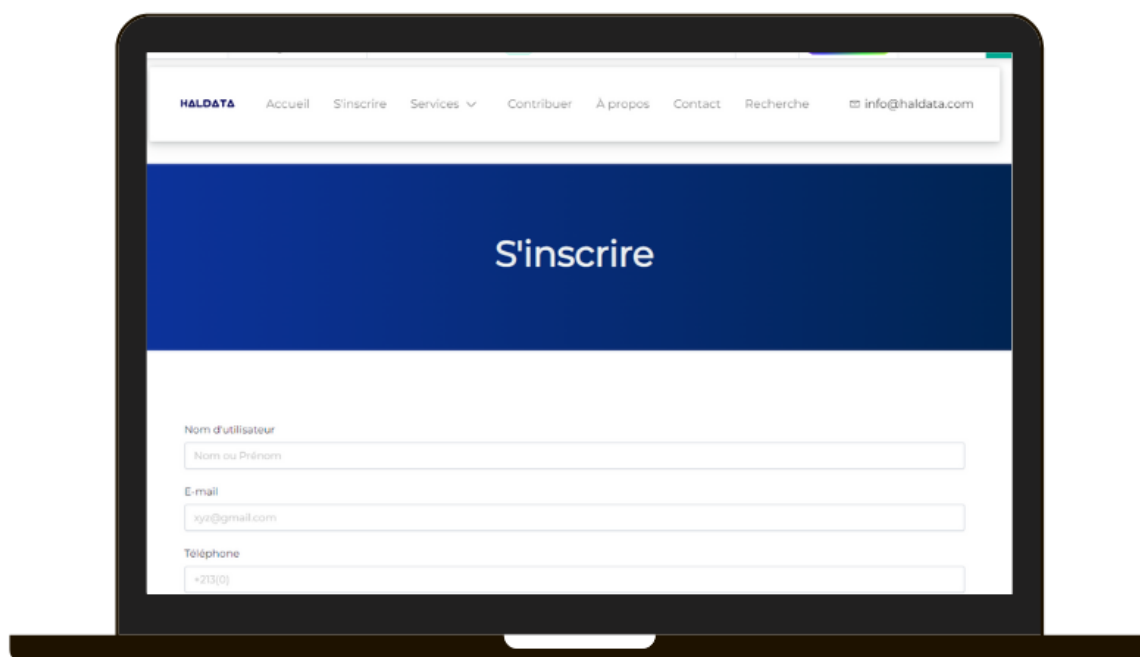 HALDATA Accueil S'inscrire Services Contribuer À propos Contact Recherche info@haldata.com
S'inscrire
Nom d'utilisateur
Nom ou Prénom
E-mail
xyz@gmail.com
Téléphone
+213(0)